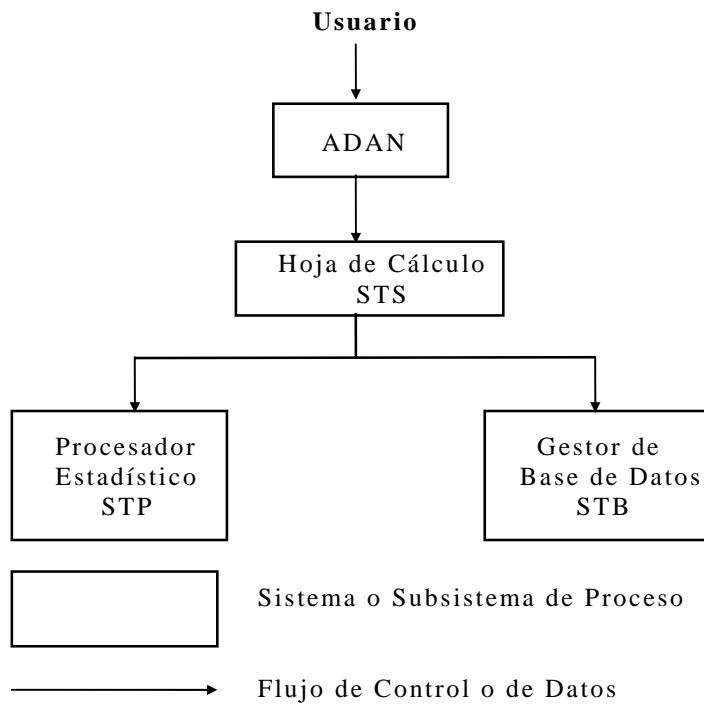 Usuario
ADAN
Hoja de Cálculo
STS
Procesador
Estadístico
STP
Gestor de
Base de Datos
STB
Sistema o Subsistema de Proceso
Flujo de Control o de Datos